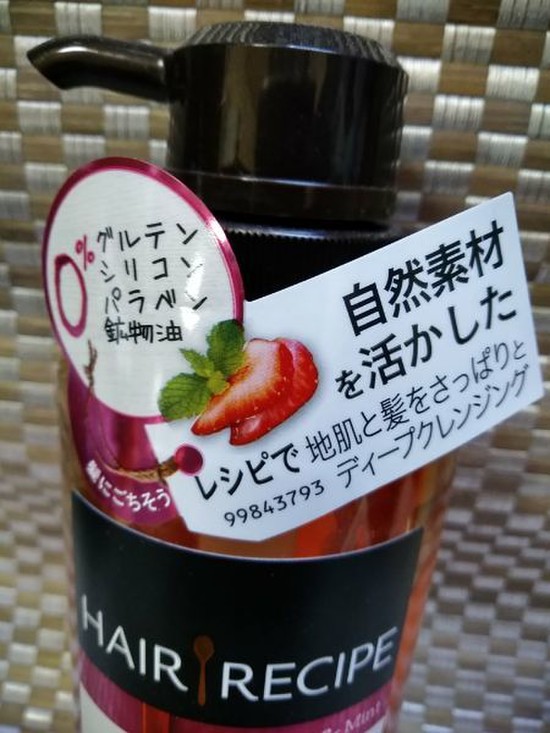 0%
グルテン
シリコン
パラベン
鉱物油
髪にごちそう
自然素材
を活かした
レシピで 地肌と髪をさっぱりと
ディープクレンジング
99843793
HAIR RECIPE
Mint